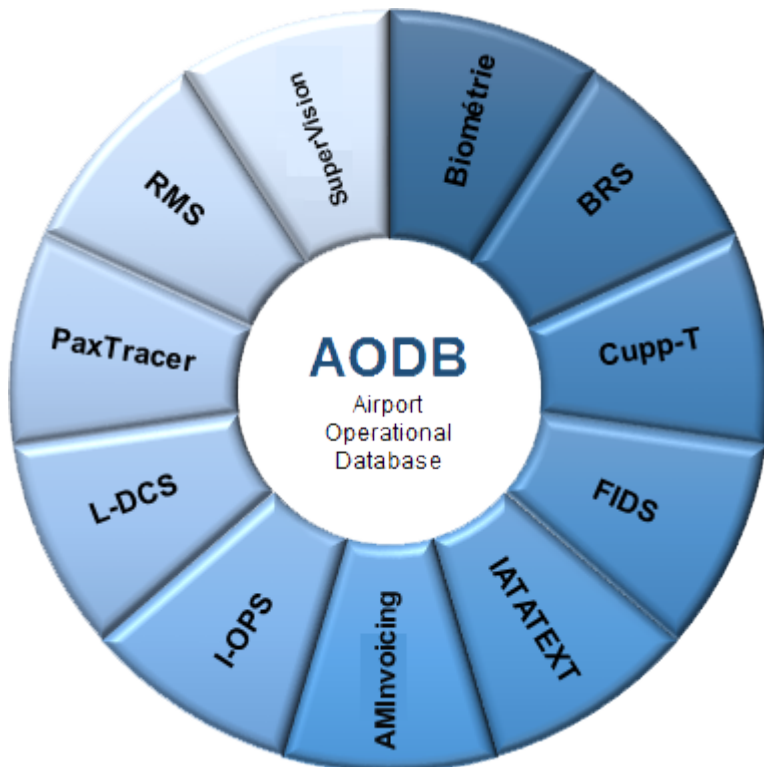 SuperVision
Biométrie
BRS
Cupp-T
FIDS
IATATEXT
AMInvoicing
I-OPS
L-DCS
PaxTracer
RMS
AODB
Airport
Operational
Database